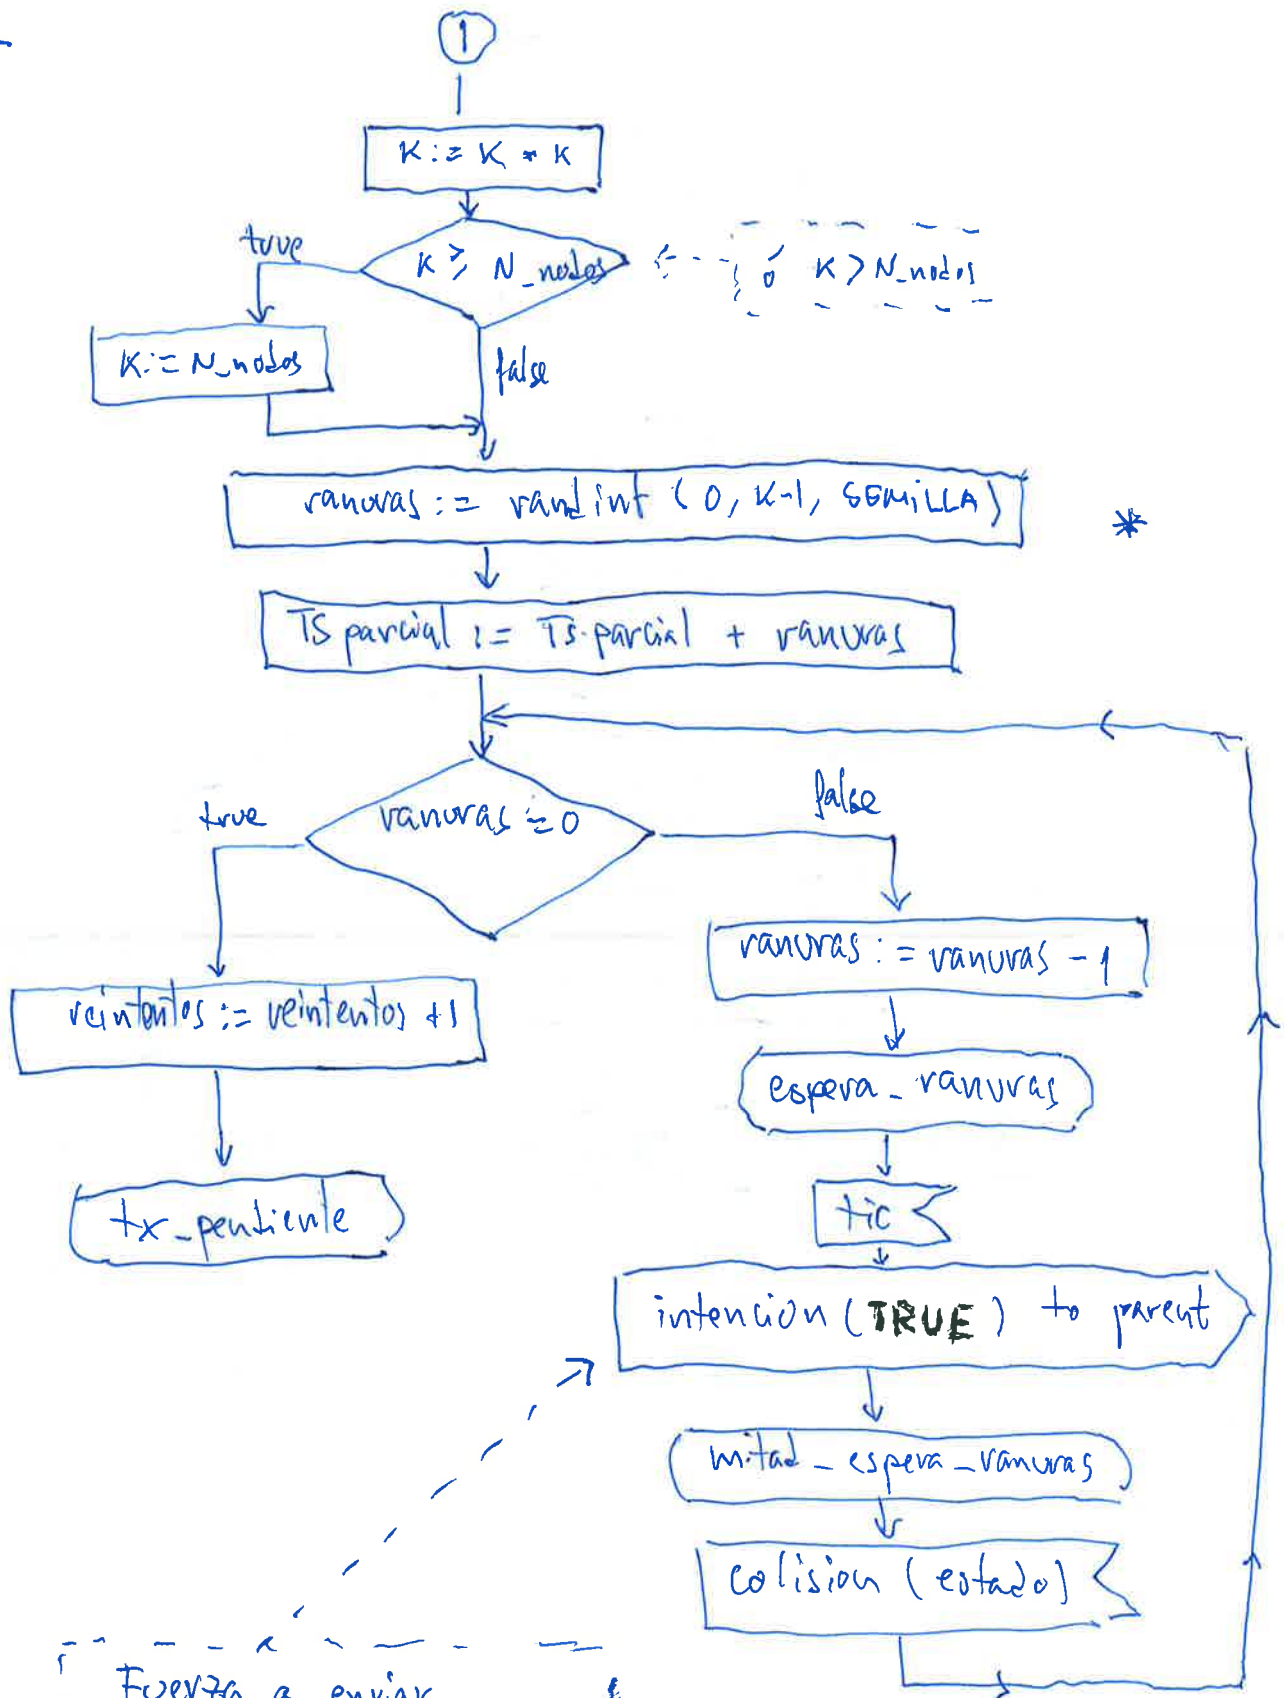 1
K := K * K
true
K ≥ N_nodos
ó K > N_nodos
K := N_nodos
false
ranuras := randint (0, K-1, SEMILLA)
*
TS parcial := TS.parcial + ranuras
true
ranuras = 0
false
ranuras := ranuras - 1
reintentos := reintentos +1
espera_ranuras
tx_pendiente
tic
intencion (TRUE) to parent
mitad_espera_ranuras
colision (estado)
Fuerza a enviar